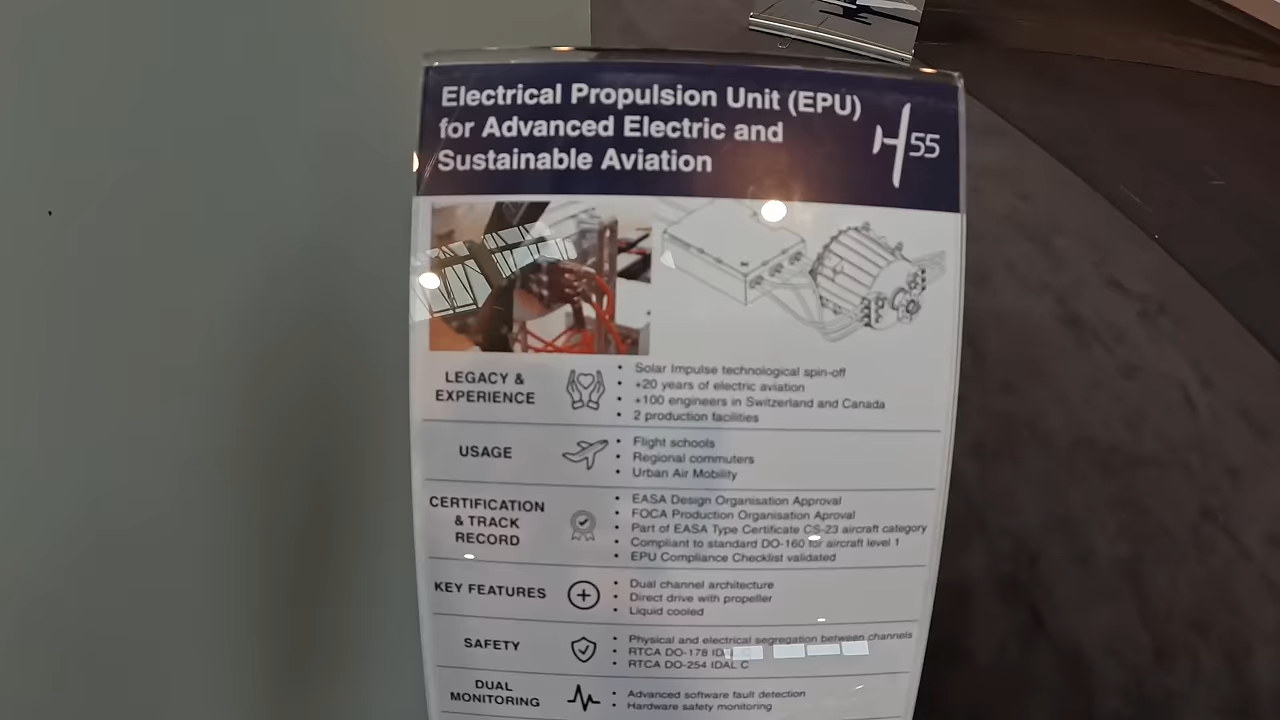 Electrical Propulsion Unit (EPU)
for Advanced Electric and
Sustainable Aviation
H55
LEGACY &
EXPERIENCE
• Solar Impulse technological spin-off
• +20 years of electric aviation
• +100 engineers in Switzerland and Canada
• 2 production facilities
USAGE
• Flight schools
• Regional commuters
• Urban Air Mobility
CERTIFICATION
& TRACK
RECORD
• EASA Design Organisation Approval
• FOCA Production Organisation Aproval
• Part of EASA Type Certificate CS-23 aircraft category
• Compliant to standard DO-160 for aircraft level 1
• EPU Compliance Checklist validated
KEY FEATURES
• Dual channel architecture
• Direct drive with propeller
• Liquid cooled
SAFETY
• Physical and electrical segregation between channels
• RTCA DO-178
• RTCA DO-254 IDAL C
DUAL
MONITORING
• Advanced software fault detection
• Hardware safety monitoring